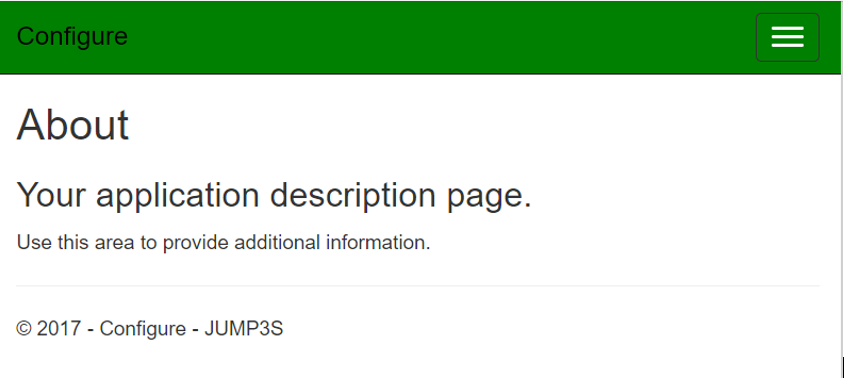 Configure
About
Your application description page.
Use this area to provide additional information.
© 2017 - Configure - JUMP3S